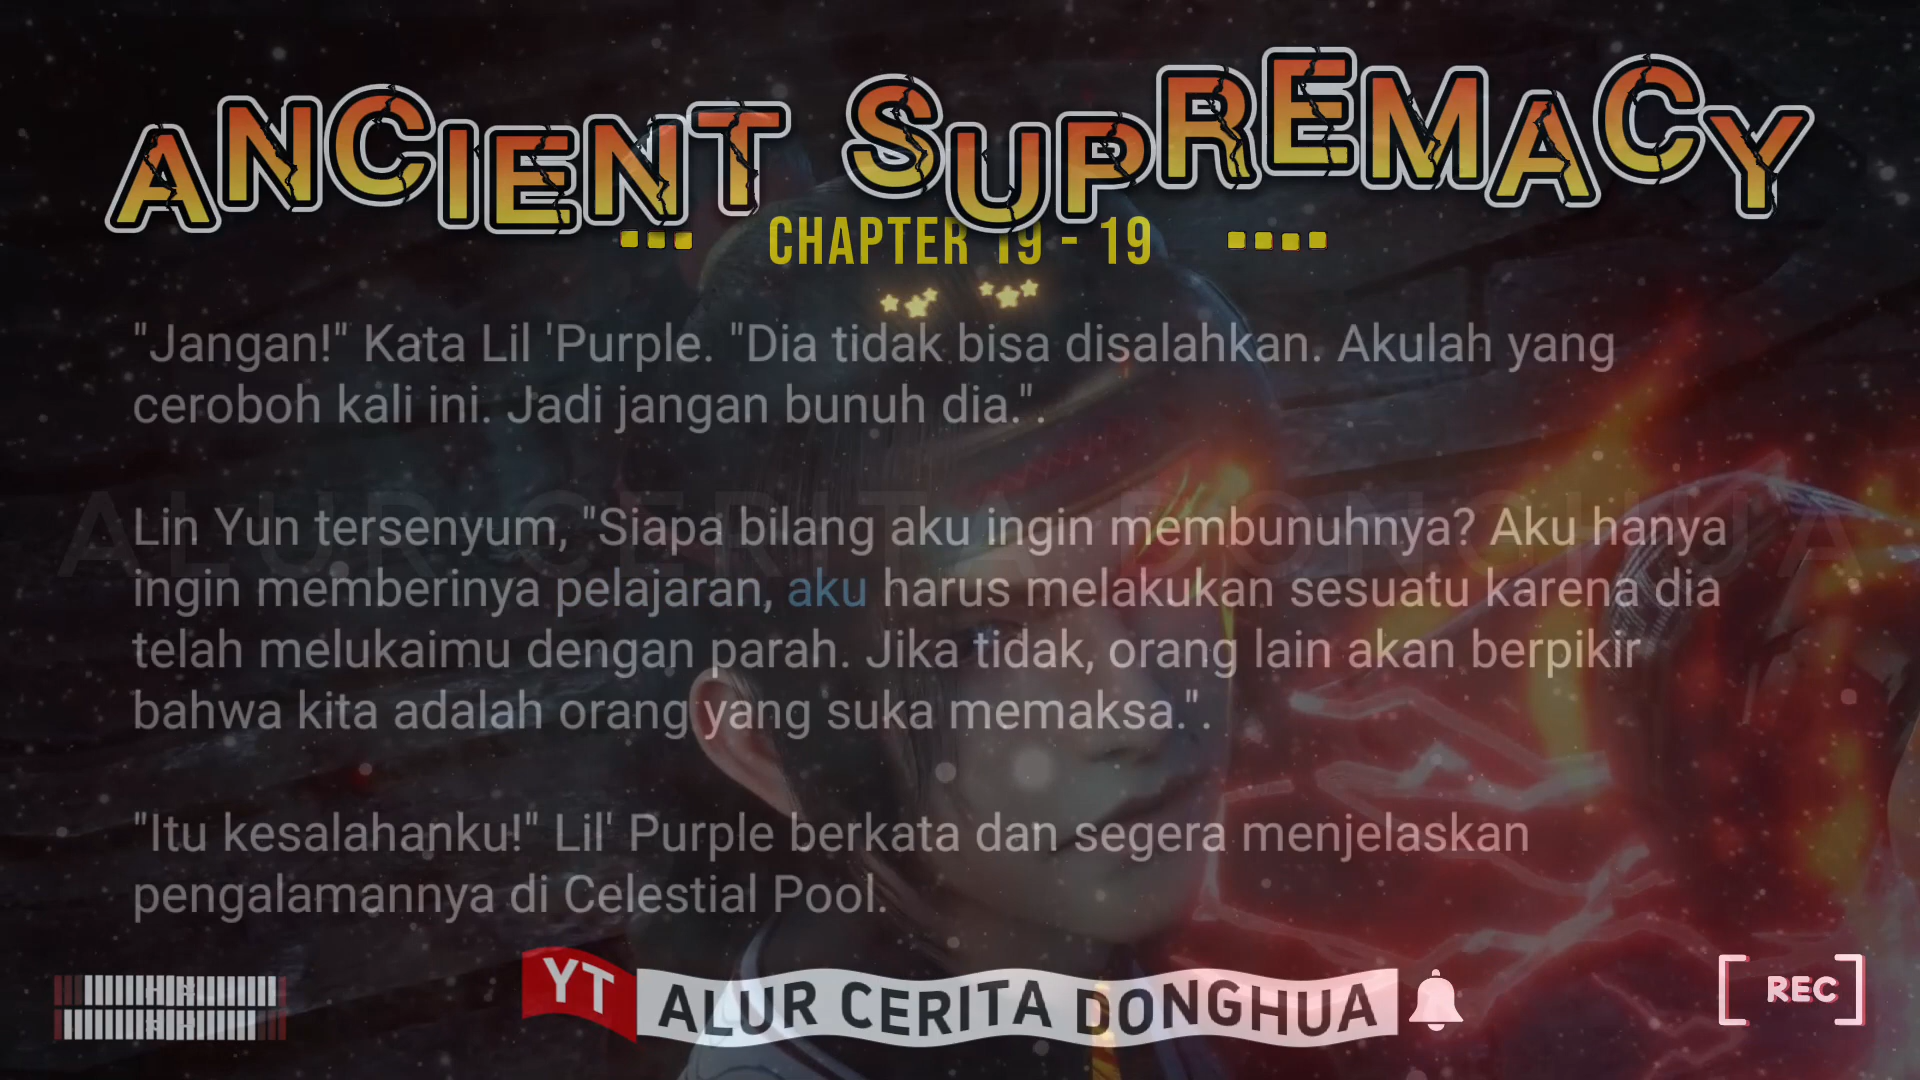 ANCIENT SUPREMACY
CHAPTER 19 - 19
"Jangan!" Kata Lil 'Purple. "Dia tidak bisa disalahkan. Akulah yang
ceroboh kali ini. Jadi jangan bunuh dia.".
Lin Yun tersenyum, "Siapa bilang aku ingin membunuhnya? Aku hanya
ingin memberinya pelajaran, aku harus melakukan sesuatu karena dia
telah melukaimu dengan parah. Jika tidak, orang lain akan berpikir
bahwa kita adalah orang yang suka memaksa.".
"Itu kesalahanku!" Lil' Purple berkata dan segera menjelaskan
pengalamannya di Celestial Pool.
ALUR CERITA DONGHUA
YT ALUR CERITA DONGHUA
[ REC ]